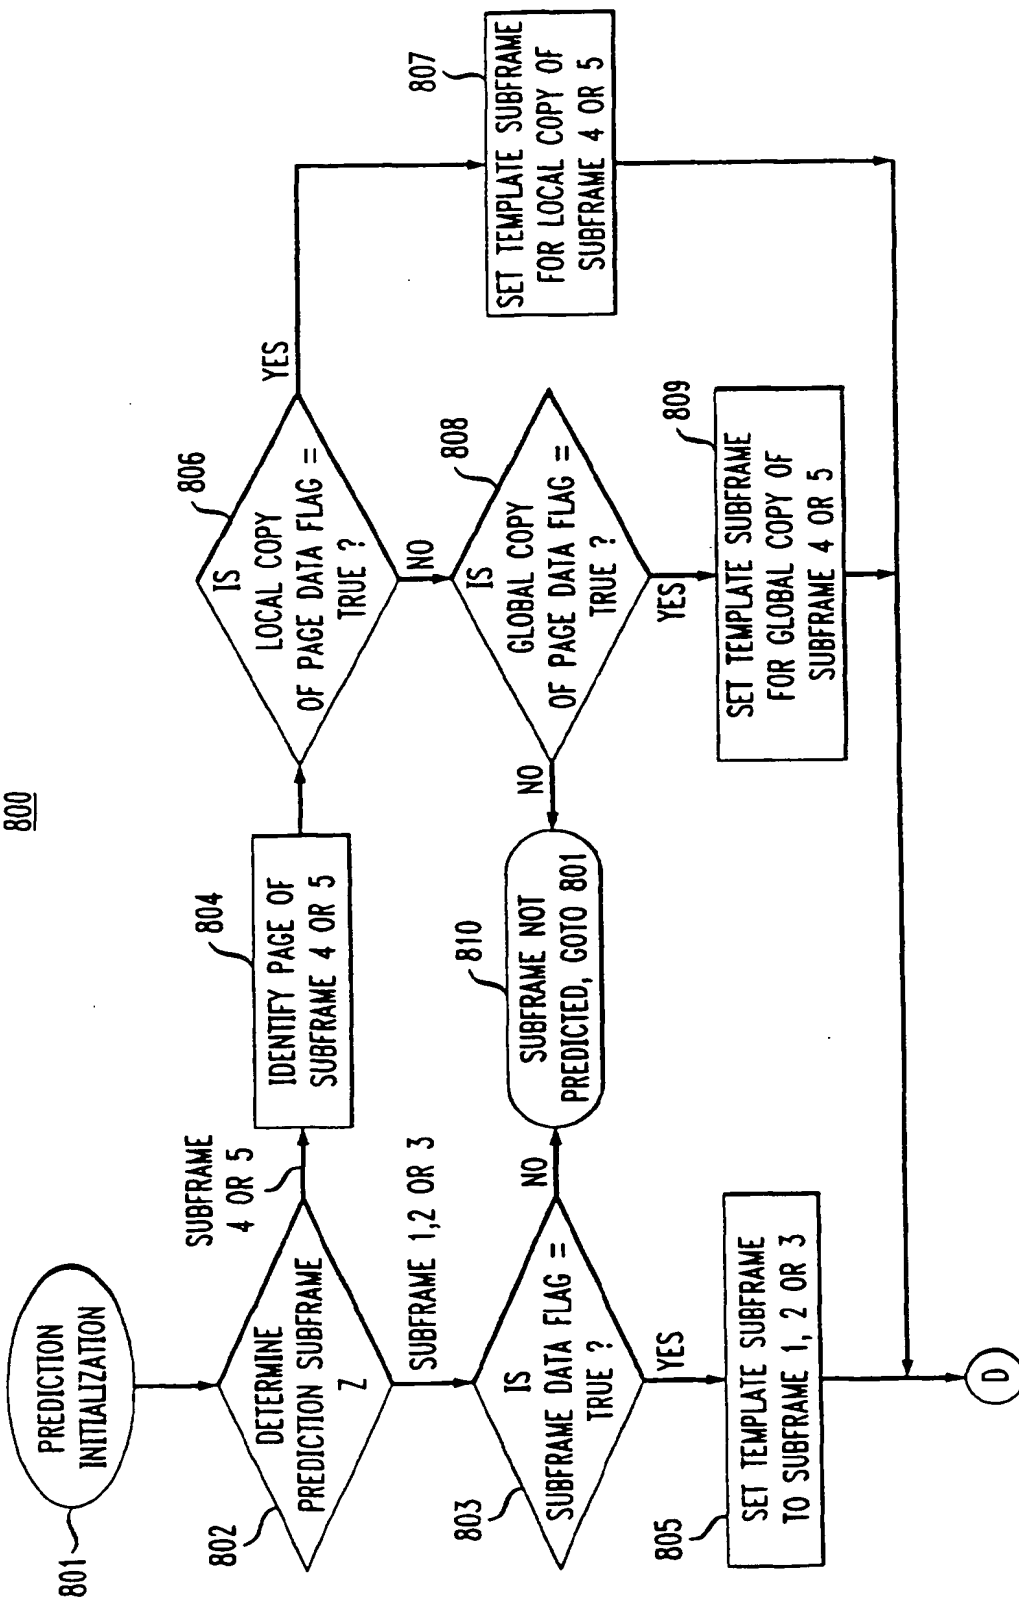 800
801
PREDICTION
INITIALIZATION
802
DETERMINE
PREDICTION SUBFRAME
Z
SUBFRAME
4 OR 5
SUBFRAME 1,2 OR 3
804
IDENTIFY PAGE OF
SUBFRAME 4 OR 5
806
IS
LOCAL COPY
OF PAGE DATA FLAG =
TRUE ?
YES
NO
807
SET TEMPLATE SUBFRAME
FOR LOCAL COPY OF
SUBFRAME 4 OR 5
803
IS
SUBFRAME DATA FLAG =
TRUE ?
NO
YES
810
SUBFRAME NOT
PREDICTED, GOTO 801
NO
808
IS
GLOBAL COPY
OF PAGE DATA FLAG =
TRUE ?
YES
805
SET TEMPLATE SUBFRAME
TO SUBFRAME 1, 2 OR 3
809
SET TEMPLATE SUBFRAME
FOR GLOBAL COPY OF
SUBFRAME 4 OR 5
D